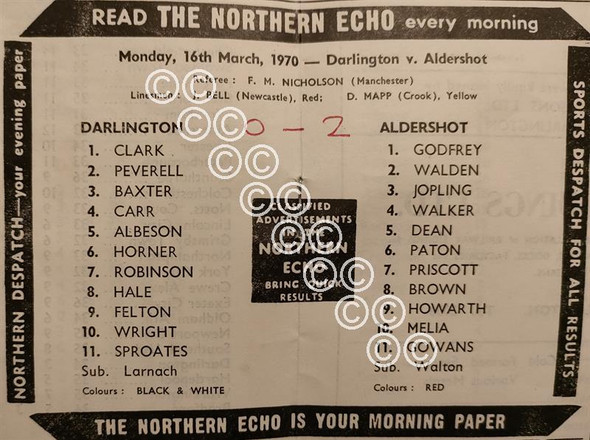 READ THE NORTHERN ECHO every morning
Monday, 16th March, 1970 — Darlington v. Aldershot
Referee : F. M. NICHOLSON (Manchester)
Linesmen : J. BELL (Newcastle), Red; D. MAPP (Crook), Yellow
DARLINGTON 0 – 2 ALDERSHOT
1. CLARK
2. PEVERELL
3. BAXTER
4. CARR
5. ALBESON
6. HORNER
7. ROBINSON
8. HALE
9. FELTON
10. WRIGHT
11. SPROATES
Sub. Larnach
Colours : BLACK & WHITE
CLASSIFIED
ADVERTISEMENTS
IN THE
NORTHERN
ECHO
BRING QUICK
RESULTS
1. GODFREY
2. WALDEN
3. JOPLING
4. WALKER
5. DEAN
6. PATON
7. PRISCOTT
8. BROWN
9. HOWARTH
10. MELIA
11. GOWANS
Sub. Walton
Colours : RED
NORTHERN DESPATCH—your evening paper
SPORTS DESPATCH FOR ALL RESULTS
THE NORTHERN ECHO IS YOUR MORNING PAPER